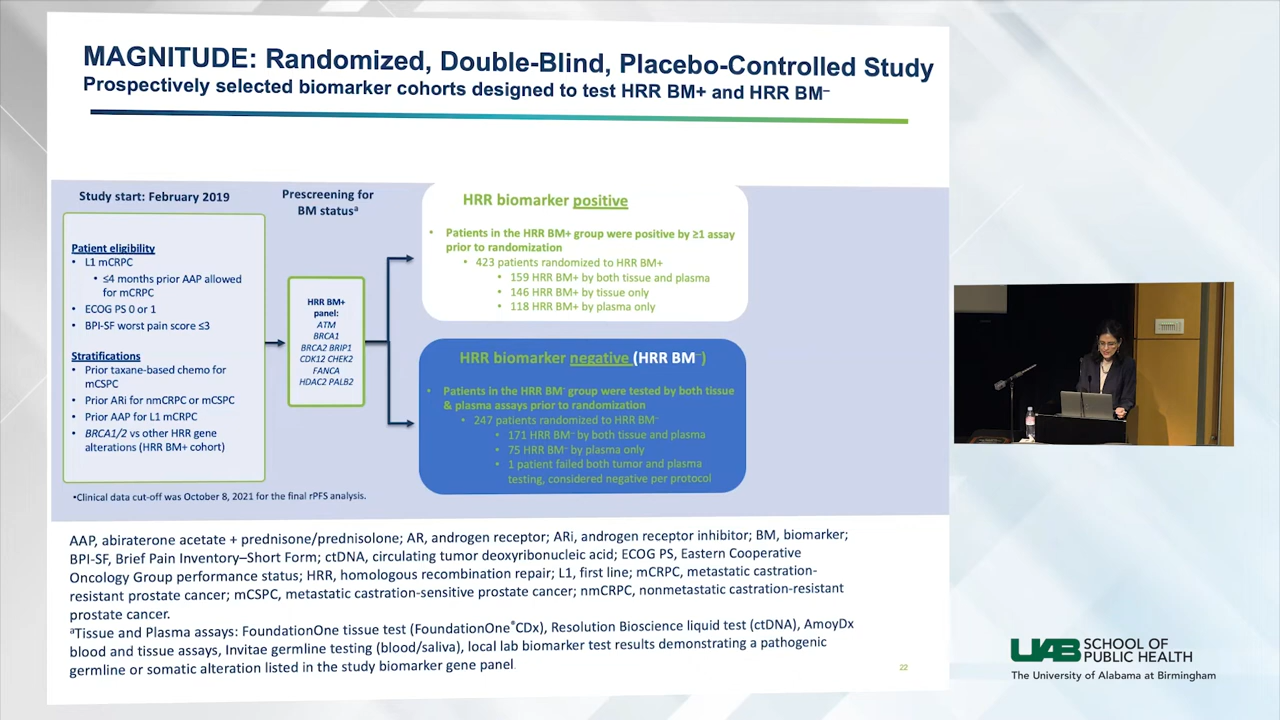 MAGNITUDE: Randomized, Double-Blind, Placebo-Controlled Study
Prospectively selected biomarker cohorts designed to test HRR BM+ and HRR BM–
Study start: February 2019
Patient eligibility
• L1 mCRPC
• ≤4 months prior AAP allowed
for mCRPC
• ECOG PS 0 or 1
• BPI-SF worst pain score ≤3
Stratifications
• Prior taxane-based chemo for
mCSPC
• Prior ARi for nmCRPC or mCSPC
• Prior AAP for L1 mCRPC
• BRCA1/2 vs other HRR gene
alterations (HRR BM+ cohort)
•Clinical data cut-off was October 8, 2021 for the final rPFS analysis.
Prescreening for
BM statusᵃ
HRR BM+
panel:
ATM
BRCA1
BRCA2 BRIP1
CDK12 CHEK2
FANCA
HDAC2 PALB2
HRR biomarker positive
• Patients in the HRR BM+ group were positive by ≥1 assay
prior to randomization
• 423 patients randomized to HRR BM+
• 159 HRR BM+ by both tissue and plasma
• 146 HRR BM+ by tissue only
• 118 HRR BM+ by plasma only
HRR biomarker negative (HRR BM–)
• Patients in the HRR BM– group were tested by both tissue
& plasma assays prior to randomization
• 247 patients randomized to HRR BM–
• 171 HRR BM– by both tissue and plasma
• 75 HRR BM– by plasma only
• 1 patient failed both tumor and plasma
testing, considered negative per protocol
AAP, abiraterone acetate + prednisone/prednisolone; AR, androgen receptor; ARi, androgen receptor inhibitor; BM, biomarker;
BPI-SF, Brief Pain Inventory–Short Form; ctDNA, circulating tumor deoxyribonucleic acid; ECOG PS, Eastern Cooperative
Oncology Group performance status; HRR, homologous recombination repair; L1, first line; mCRPC, metastatic castration-
resistant prostate cancer; mCSPC, metastatic castration-sensitive prostate cancer; nmCRPC, nonmetastatic castration-resistant
prostate cancer.
ᵃTissue and Plasma assays: FoundationOne tissue test (FoundationOne®CDx), Resolution Bioscience liquid test (ctDNA), AmoyDx
blood and tissue assays, Invitae germline testing (blood/saliva), local lab biomarker test results demonstrating a pathogenic
germline or somatic alteration listed in the study biomarker gene panel.
22
UAB SCHOOL OF
PUBLIC HEALTH
The University of Alabama at Birmingham